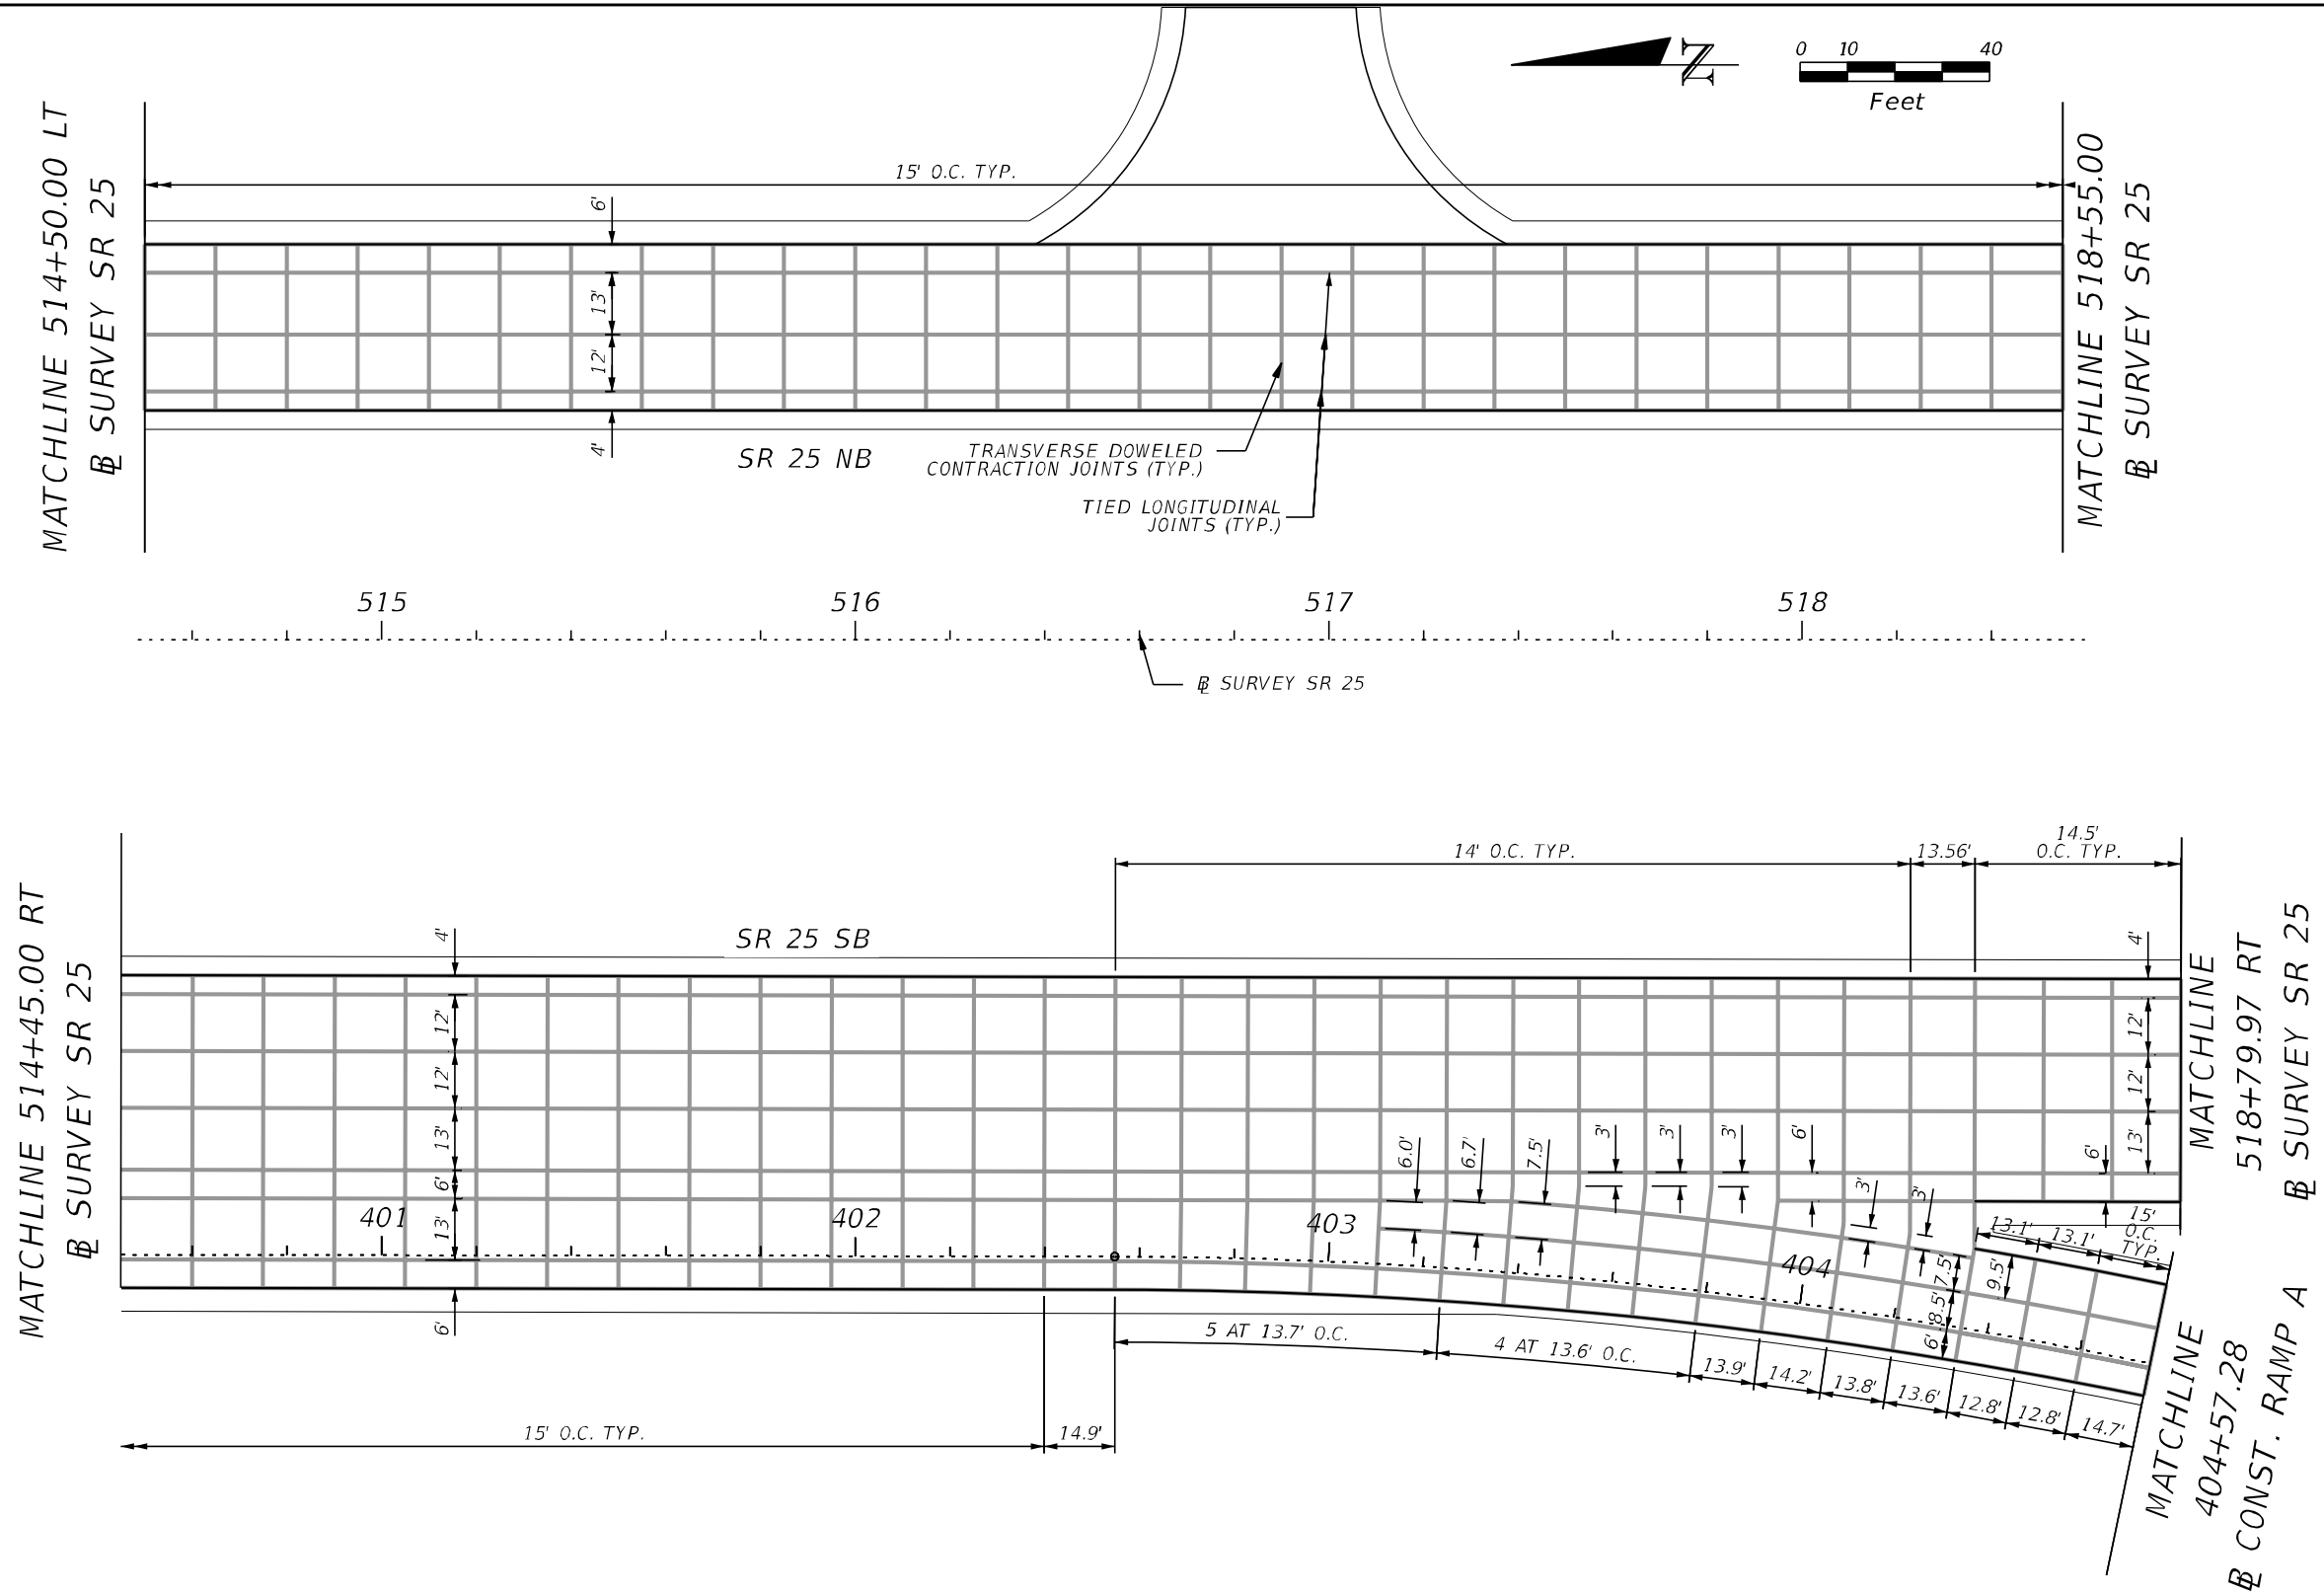 N
0 10 40
Feet
MATCHLINE 514+50.00 LT
BL SURVEY SR 25
15' O.C. TYP.
6'
13'
12'
4'
SR 25 NB
TRANSVERSE DOWELED
CONTRACTION JOINTS (TYP.)
TIED LONGITUDINAL
JOINTS (TYP.)
MATCHLINE 518+55.00
BL SURVEY SR 25
515 516 517 518
BL SURVEY SR 25
MATCHLINE 514+45.00 RT
BL SURVEY SR 25
14' O.C. TYP.
13.56'
14.5'
O.C. TYP.
SR 25 SB
4'
12'
12'
13'
6'
13'
6'
401 402 403 404
6.0'
6.7'
7.5'
3'
3'
3'
6'
3'
3'
4'
12'
12'
13'
6'
13.1'
13.1'
15'
O.C.
TYP.
7.5'
8.5'
6'
9.5'
5 AT 13.7' O.C.
4 AT 13.6' O.C.
13.9'
14.2'
13.8'
13.6'
12.8'
12.8'
14.7'
15' O.C. TYP.
14.9'
MATCHLINE
518+79.97 RT
BL SURVEY SR 25
MATCHLINE
404+57.28
BL CONST. RAMP A